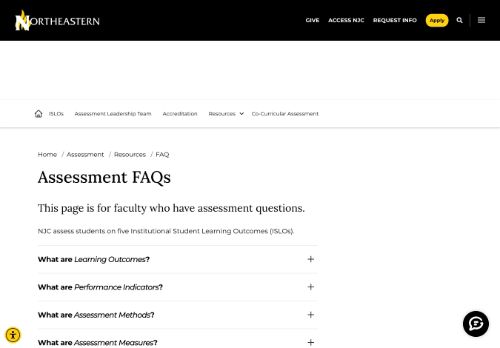 NORTHEASTERN
GIVE ACCESS NJC REQUEST INFO Apply
ISLOs Assessment Leadership Team Accreditation Resources Co-Curricular Assessment
Home / Assessment / Resources / FAQ
Assessment FAQs
This page is for faculty who have assessment questions.
NJC assess students on five Institutional Student Learning Outcomes (ISLOs).
What are Learning Outcomes?
What are Performance Indicators?
What are Assessment Methods?
What are Assessment Measures?